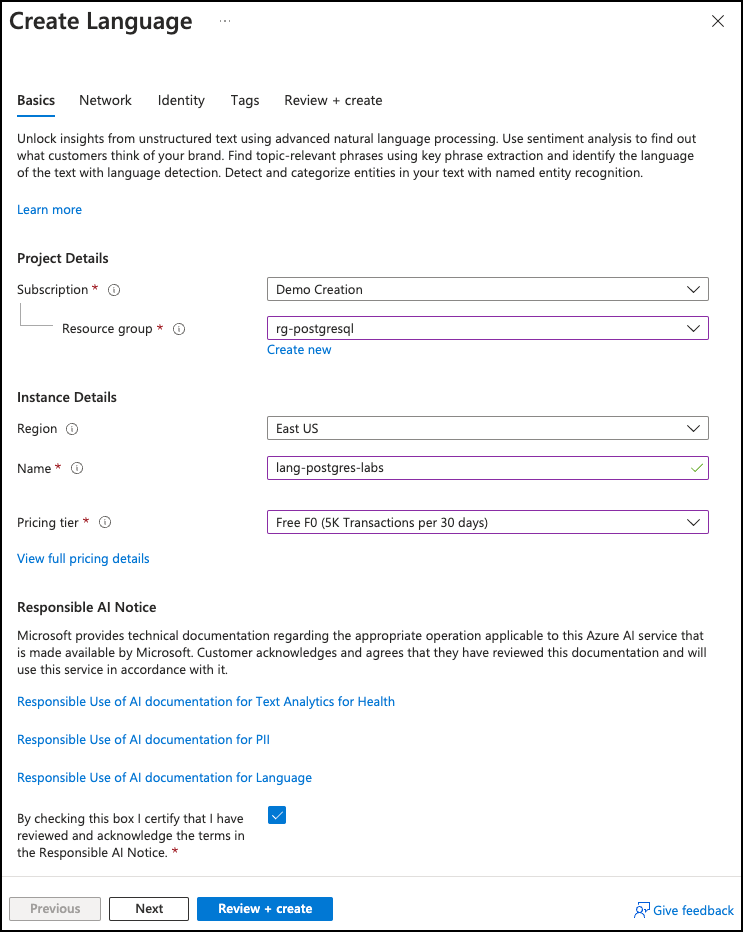 Create Language ...
Basics Network Identity Tags Review + create
Unlock insights from unstructured text using advanced natural language processing. Use sentiment analysis to find out
what customers think of your brand. Find topic-relevant phrases using key phrase extraction and identify the language
of the text with language detection. Detect and categorize entities in your text with named entity recognition.
Learn more
Project Details
Subscription * Demo Creation
Resource group * rg-postgresql
Create new
Instance Details
Region East US
Name * lang-postgres-labs
Pricing tier * Free F0 (5K Transactions per 30 days)
View full pricing details
Responsible AI Notice
Microsoft provides technical documentation regarding the appropriate operation applicable to this Azure AI service that
is made available by Microsoft. Customer acknowledges and agrees that they have reviewed this documentation and will
use this service in accordance with it.
Responsible Use of AI documentation for Text Analytics for Health
Responsible Use of AI documentation for PII
Responsible Use of AI documentation for Language
By checking this box I certify that I have
reviewed and acknowledge the terms in
the Responsible AI Notice. *
Previous Next Review + create Give feedback